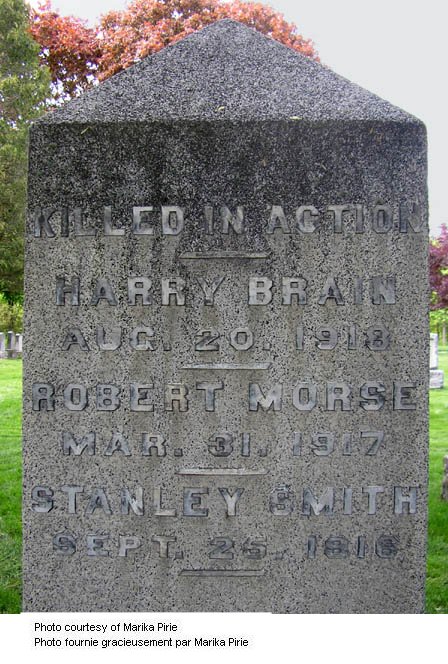 KILLED IN ACTION
HARRY BRAIN
AUG. 20. 1918
ROBERT MORSE
MAR. 31. 1917
STANLEY SMITH
SEPT. 25. 1916
Photo courtesy of Marika Pirie
Photo fournie gracieusement par Marika Pirie